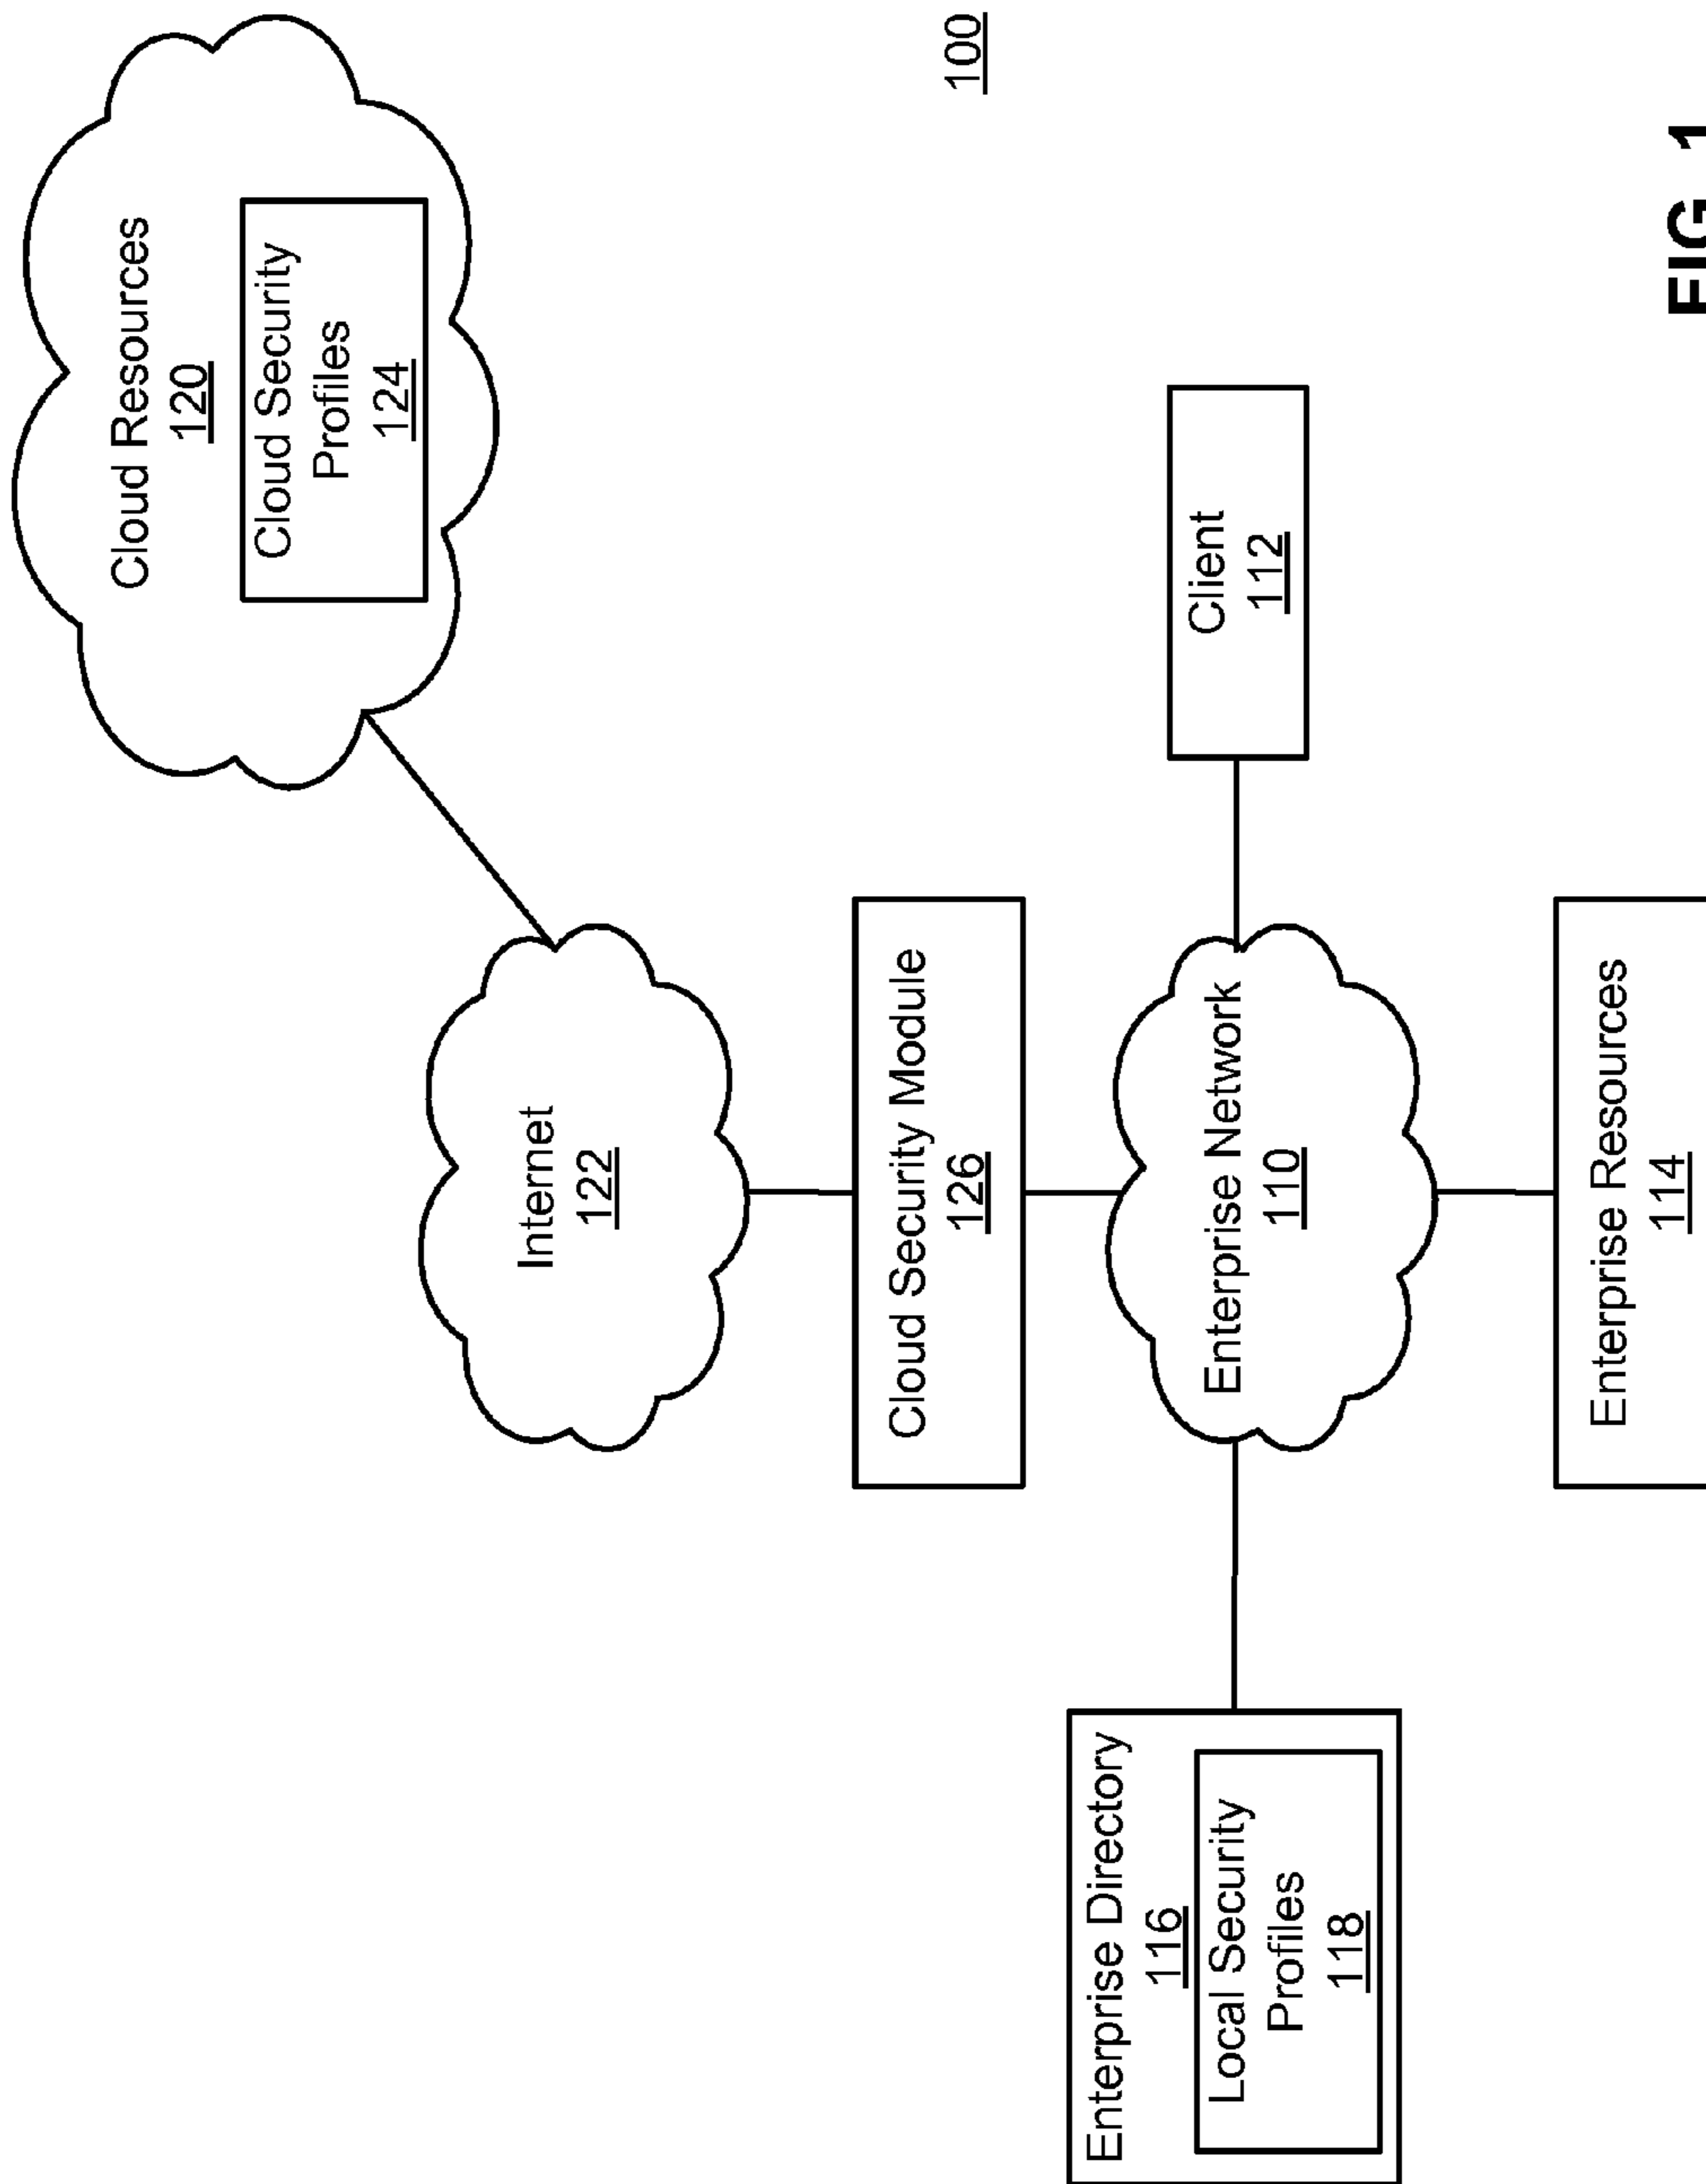 Cloud Resources
120
Cloud Security
Profiles
124
100
Internet
122
Cloud Security Module
126
Enterprise Directory
116
Local Security
Profiles
118
Enterprise Network
110
Client
112
Enterprise Resources
114
FIG. 1